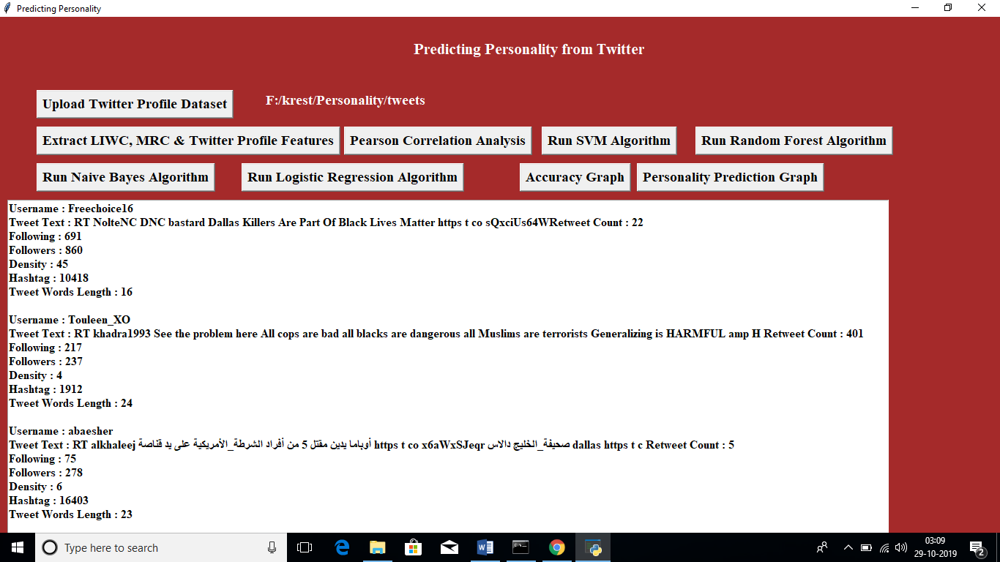 Predicting Personality
Predicting Personality from Twitter
Upload Twitter Profile Dataset F:/krest/Personality/tweets
Extract LIWC, MRC & Twitter Profile Features Pearson Correlation Analysis Run SVM Algorithm Run Random Forest Algorithm
Run Naive Bayes Algorithm Run Logistic Regression Algorithm Accuracy Graph Personality Prediction Graph
Username : Freechoice16
Tweet Text : RT NolteNC DNC bastard Dallas Killers Are Part Of Black Lives Matter https t co sQxciUs64WRetweet Count : 22
Following : 691
Followers : 860
Density : 45
Hashtag : 10418
Tweet Words Length : 16
Username : Touleen_XO
Tweet Text : RT khadra1993 See the problem here All cops are bad all blacks are dangerous all Muslims are terrorists Generalizing is HARMFUL amp H Retweet Count : 401
Following : 217
Followers : 237
Density : 4
Hashtag : 1912
Tweet Words Length : 24
Username : abaesher
Tweet Text : RT alkhaleej أوباما يدين مقتل 5 من أفراد الشرطة_الأمريكية على يد قناصة https t co x6aWxSJeqr صحيفة_الخليج دالاس dallas https t c Retweet Count : 5
Following : 75
Followers : 278
Density : 6
Hashtag : 16403
Tweet Words Length : 23
Type here to search
03:09
29-10-2019
2